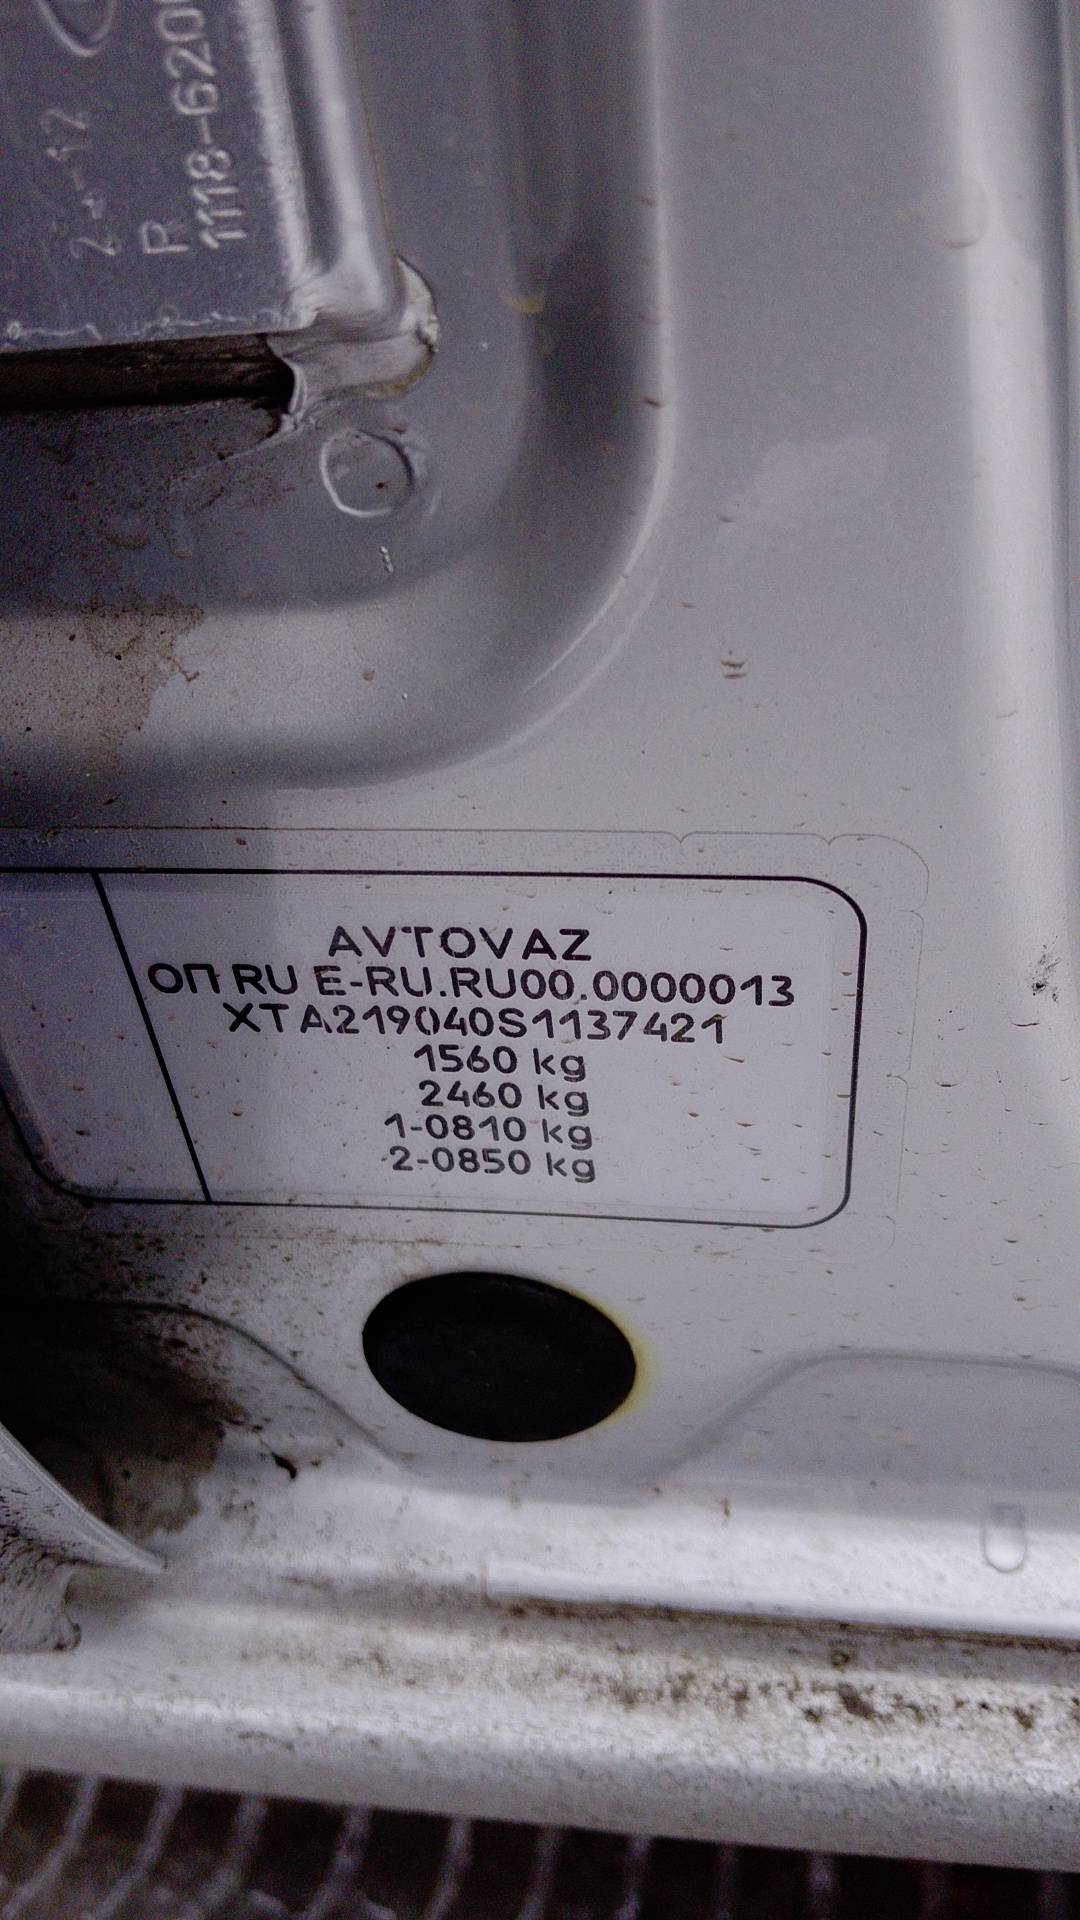 2-12
R
1118-620
AVTOVAZ
ОП RU E-RU.RU00.0000013
XTA219040S1137421
1560 kg
2460 kg
1-0810 kg
2-0850 kg